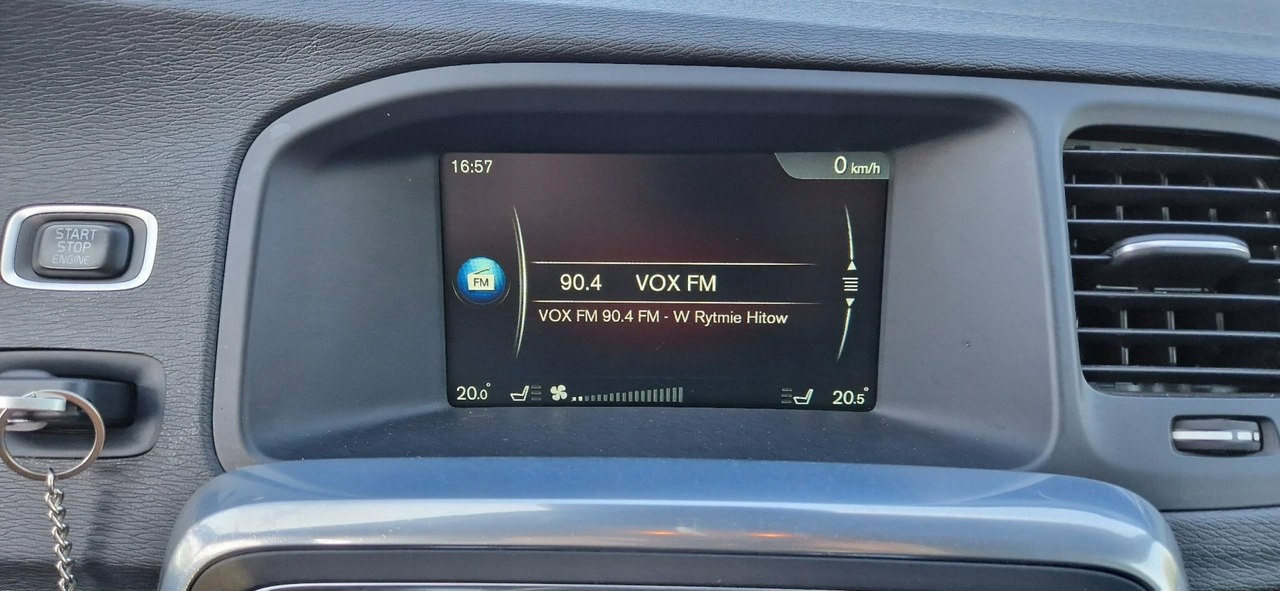 16:57
0 km/h
START
STOP
ENGINE
FM
90.4 VOX FM
VOX FM 90.4 FM - W Rytmie Hitow
20.0°
20.5°